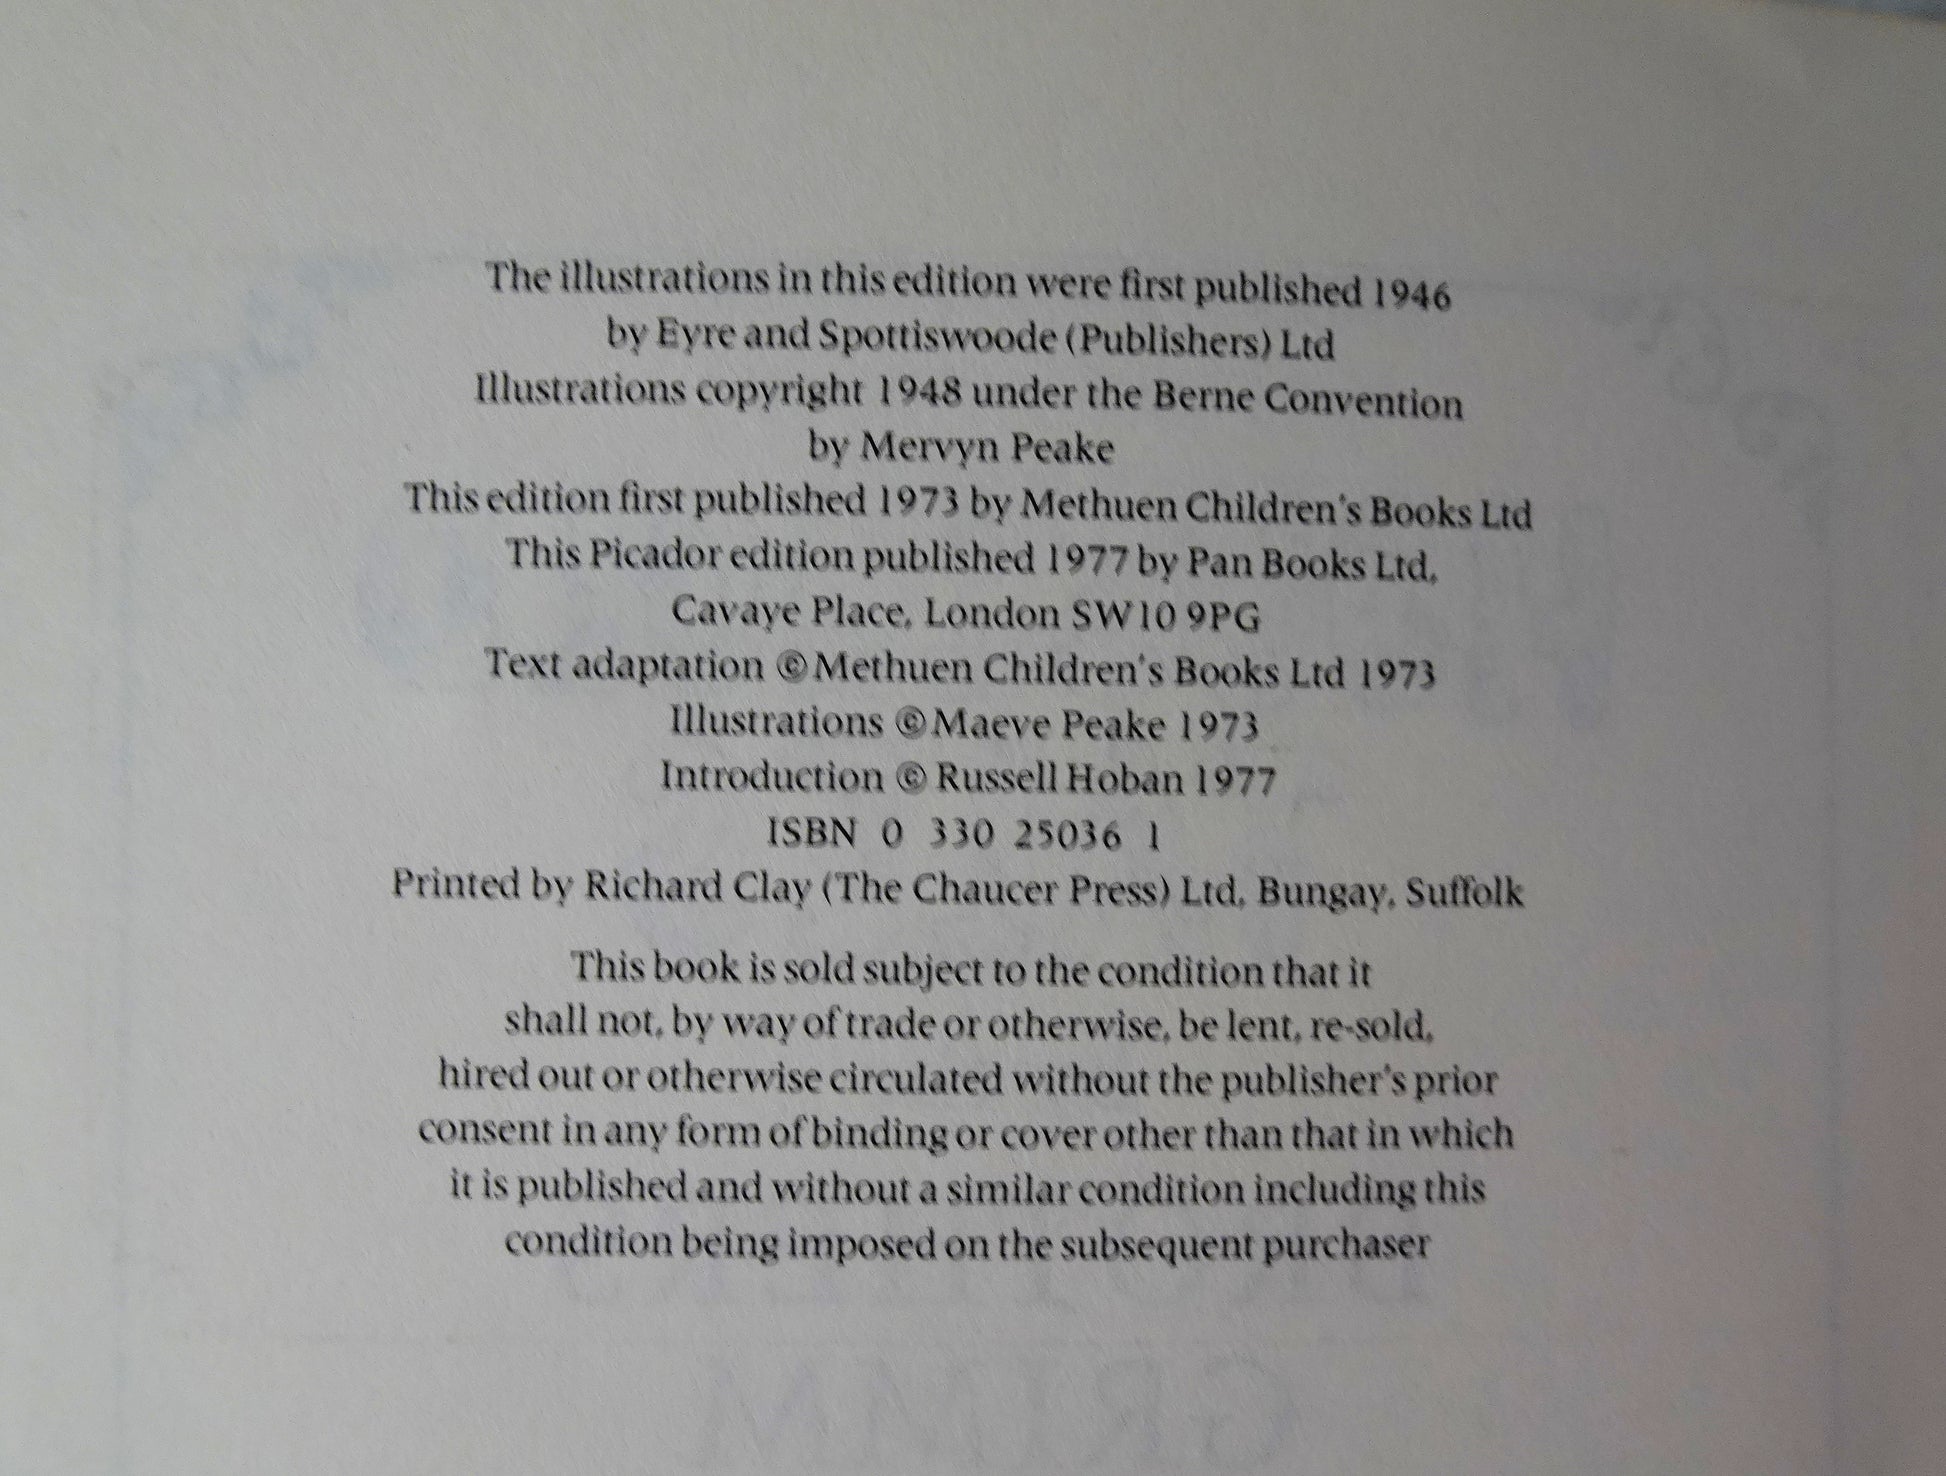 The illustrations in this edition were first published 1946
by Eyre and Spottiswoode (Publishers) Ltd
Illustrations copyright 1948 under the Berne Convention
by Mervyn Peake
This edition first published 1973 by Methuen Children's Books Ltd
This Picador edition published 1977 by Pan Books Ltd,
Cavaye Place, London SW10 9PG
Text adaptation © Methuen Children's Books Ltd 1973
Illustrations © Maeve Peake 1973
Introduction © Russell Hoban 1977
ISBN 0 330 25036 1
Printed by Richard Clay (The Chaucer Press) Ltd, Bungay, Suffolk
This book is sold subject to the condition that it
shall not, by way of trade or otherwise, be lent, re-sold,
hired out or otherwise circulated without the publisher's prior
consent in any form of binding or cover other than that in which
it is published and without a similar condition including this
condition being imposed on the subsequent purchaser